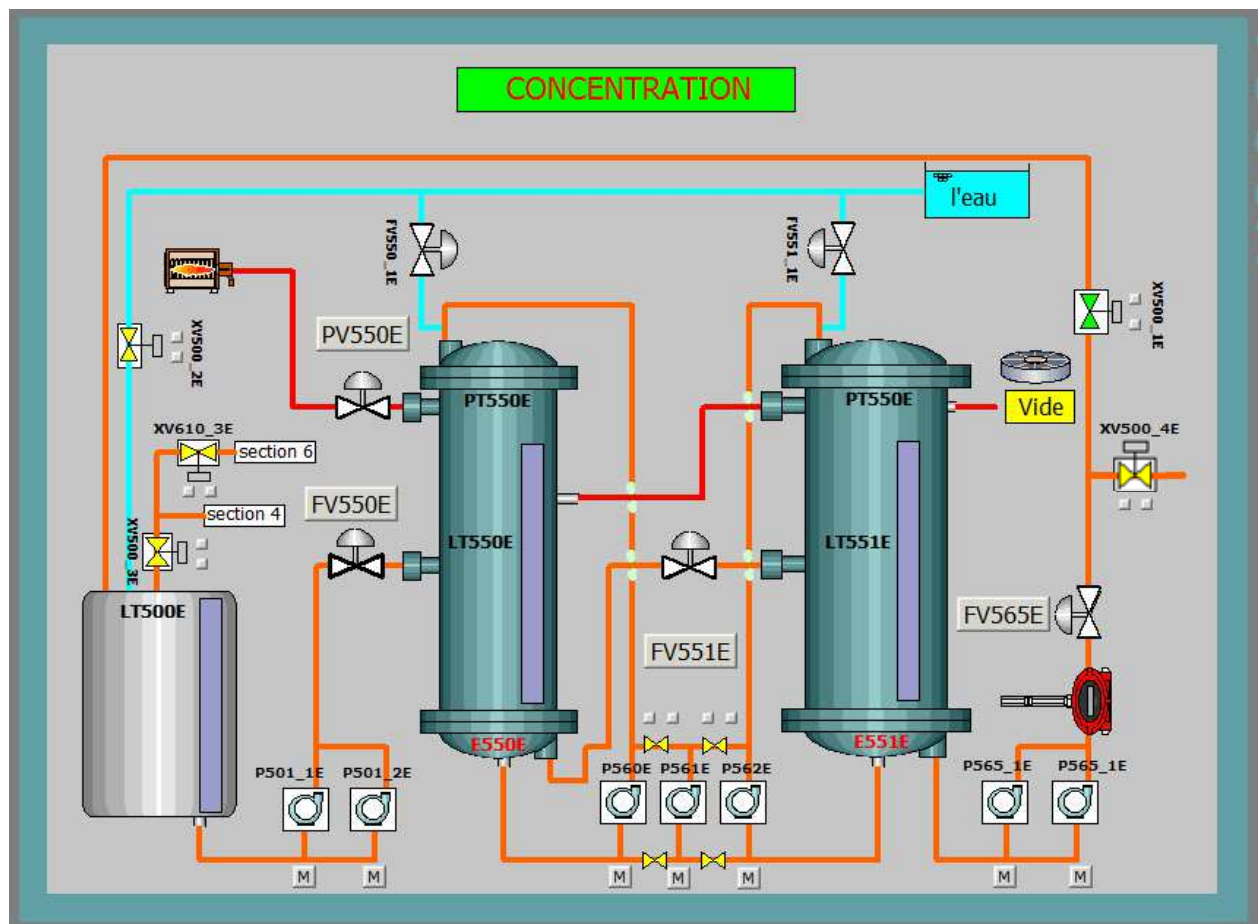 CONCENTRATION
l'eau
FV550_1E
FV551_1E
PV550E
XV500_2E
XV500_1E
PT550E
PT550E
Vide
XV610_3E
section 6
XV500_4E
FV550E
section 4
XV500_3E
LT550E
LT551E
LT500E
FV565E
FV551E
E550E
E551E
P501_1E
P501_2E
P560E
P561E
P562E
P565_1E
P565_1E
M
M
M
M
M
M
M